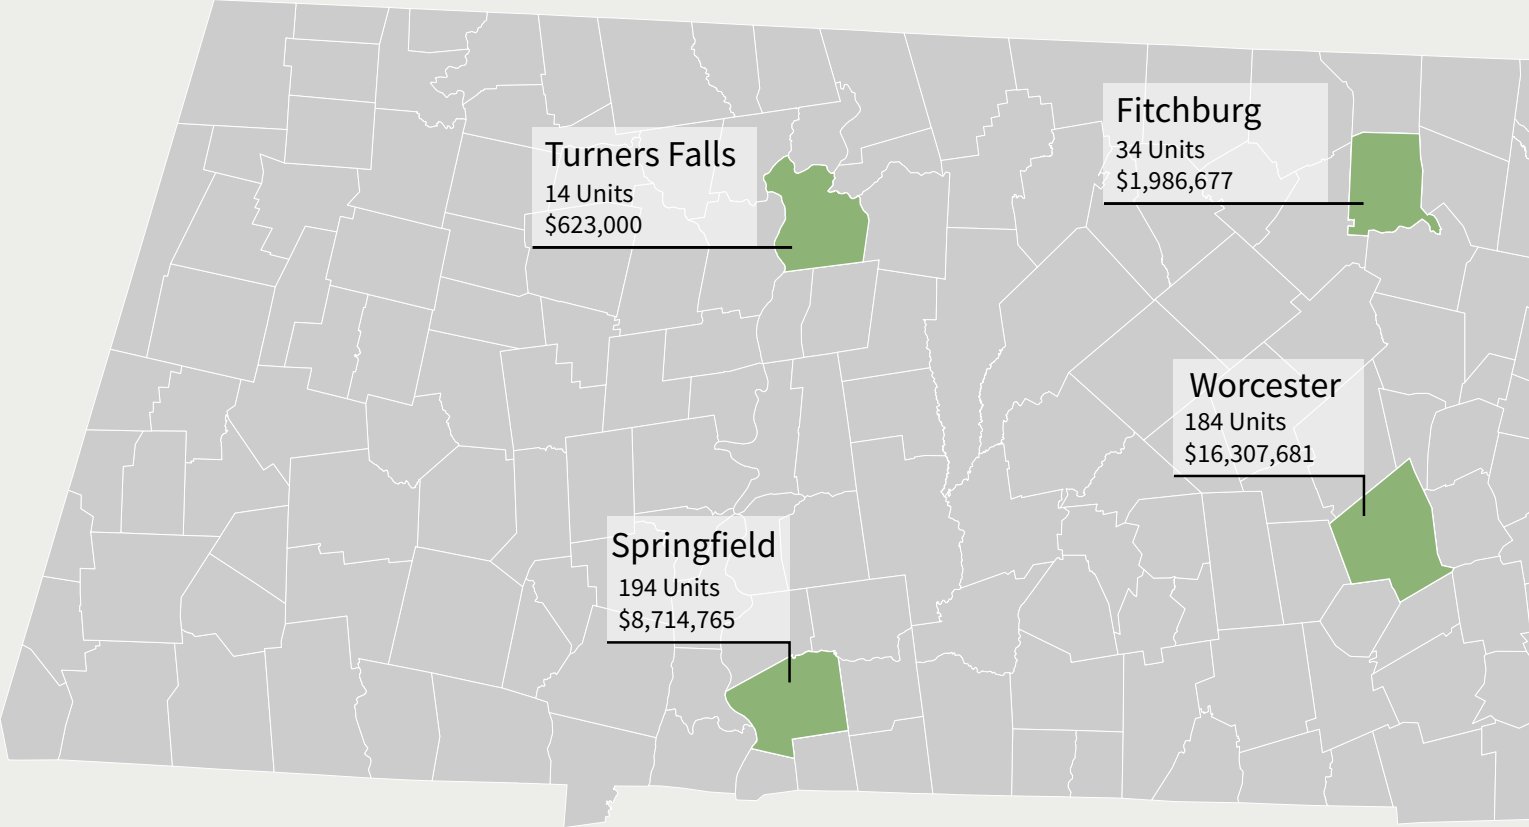 Fitchburg
34 Units
$1,986,677
Turners Falls
14 Units
$623,000
Worcester
184 Units
$16,307,681
Springfield
194 Units
$8,714,765